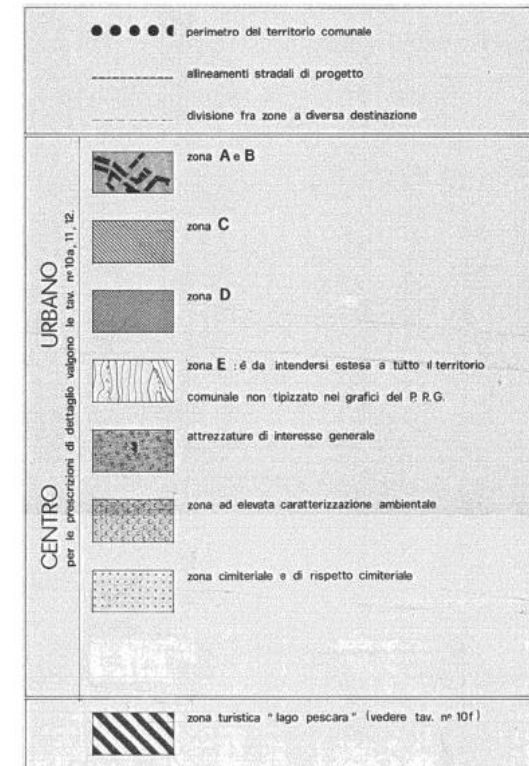 perimetro del territorio comunale
allineamenti stradali di progetto
divisione fra zone a diversa destinazione
CENTRO URBANO
per le prescrizioni di dettaglio valgono le tav. nº 10a, 11, 12.
zona A e B
zona C
zona D
zona E : é da intendersi estesa a tutto il territorio
comunale non tipizzato nei grafici del P. R. G.
attrezzature di interesse generale
zona ad elevata caratterizzazione ambientale
zona cimiteriale e di rispetto cimiteriale
zona turistica " lago pescara " (vedere tav. nº 10f)